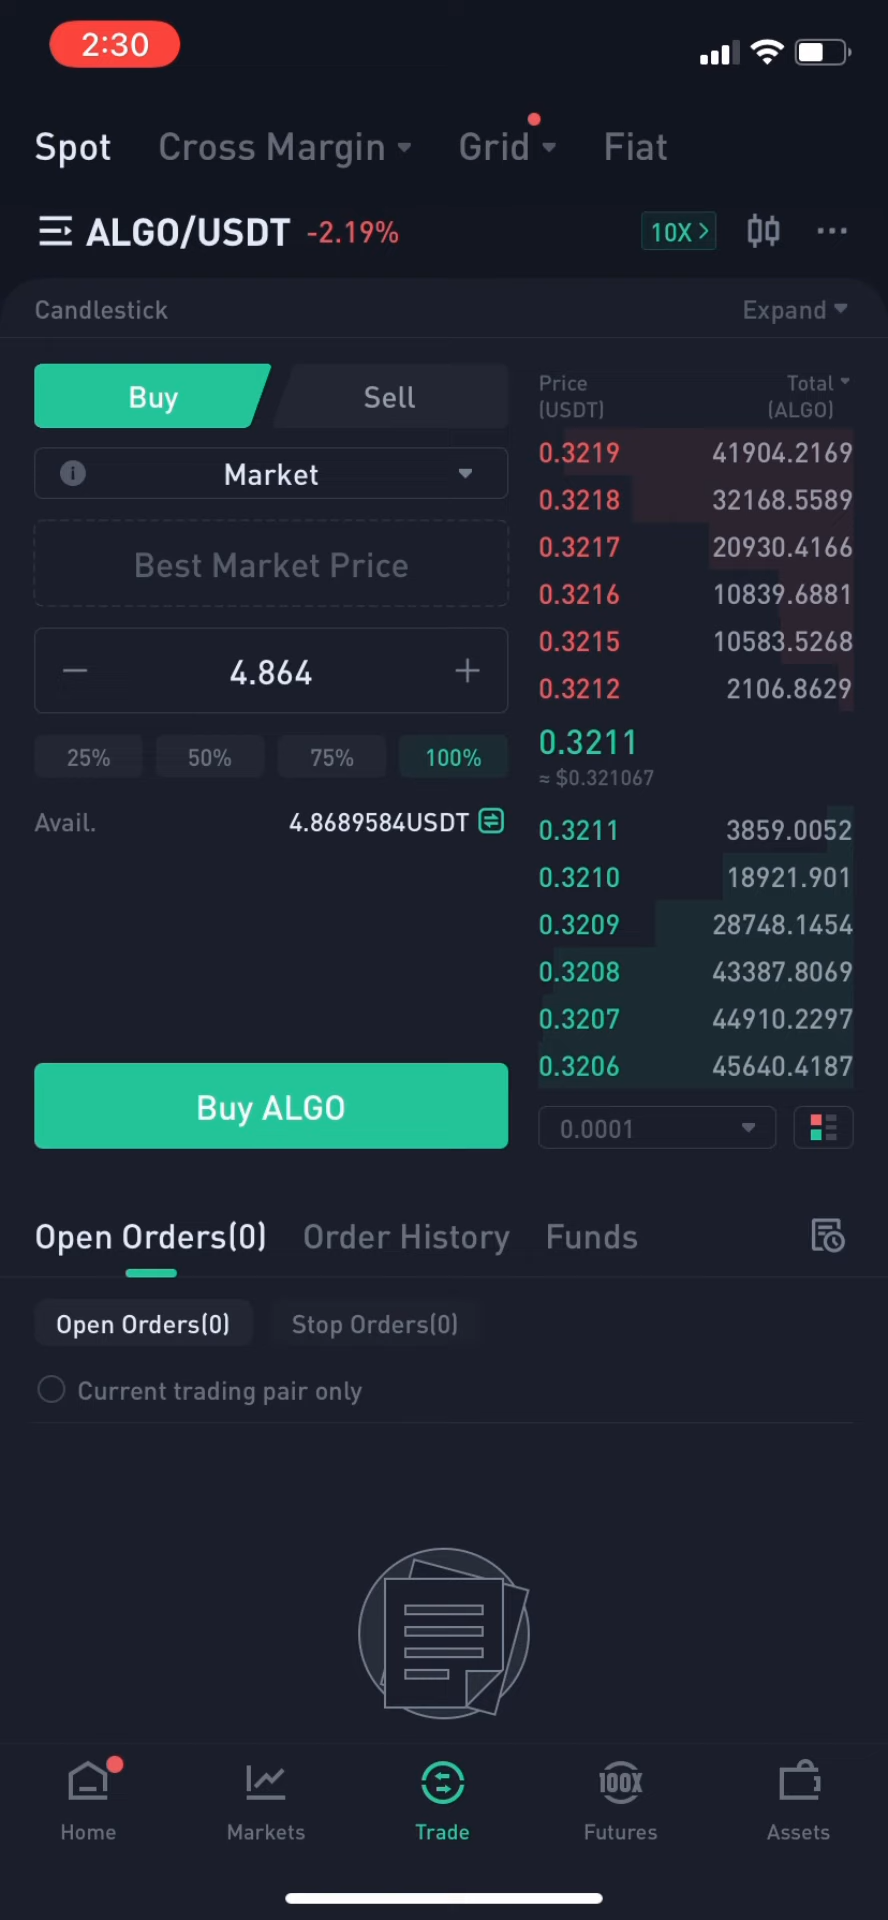 2:30
Spot Cross Margin Grid Fiat
ALGO/USDT -2.19% 10X >
Candlestick Expand
Buy Sell
Market
Best Market Price
4.864
25% 50% 75% 100%
Avail. 4.8689584USDT
Price Total
(USDT) (ALGO)
0.3219 41904.2169
0.3218 32168.5589
0.3217 20930.4166
0.3216 10839.6881
0.3215 10583.5268
0.3212 2106.8629
0.3211
≈ $0.321067
0.3211 3859.0052
0.3210 18921.901
0.3209 28748.1454
0.3208 43387.8069
0.3207 44910.2297
0.3206 45640.4187
Buy ALGO
0.0001
Open Orders(0) Order History Funds
Open Orders(0) Stop Orders(0)
Current trading pair only
100X
Home Markets Trade Futures Assets